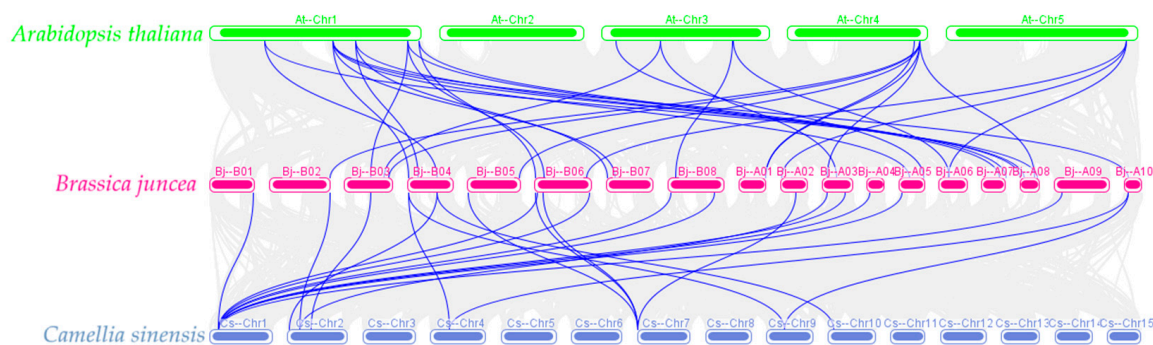 At--Chr1 At--Chr2 At--Chr3 At--Chr4 At--Chr5
Arabidopsis thaliana
Bj--B01 Bj--B02 Bj--B03 Bj--B04 Bj--B05 Bj--B06 Bj--B07 Bj--B08 Bj--A01 Bj--A02 Bj--A03 Bj--A04 Bj--A05 Bj--A06 Bj--A07 Bj--A08 Bj--A09 Bj--A10
Brassica juncea
Cs--Chr1 Cs--Chr2 Cs--Chr3 Cs--Chr4 Cs--Chr5 Cs--Chr6 Cs--Chr7 Cs--Chr8 Cs--Chr9 Cs--Chr10 Cs--Chr11 Cs--Chr12 Cs--Chr13 Cs--Chr14 Cs--Chr15
Camellia sinensis